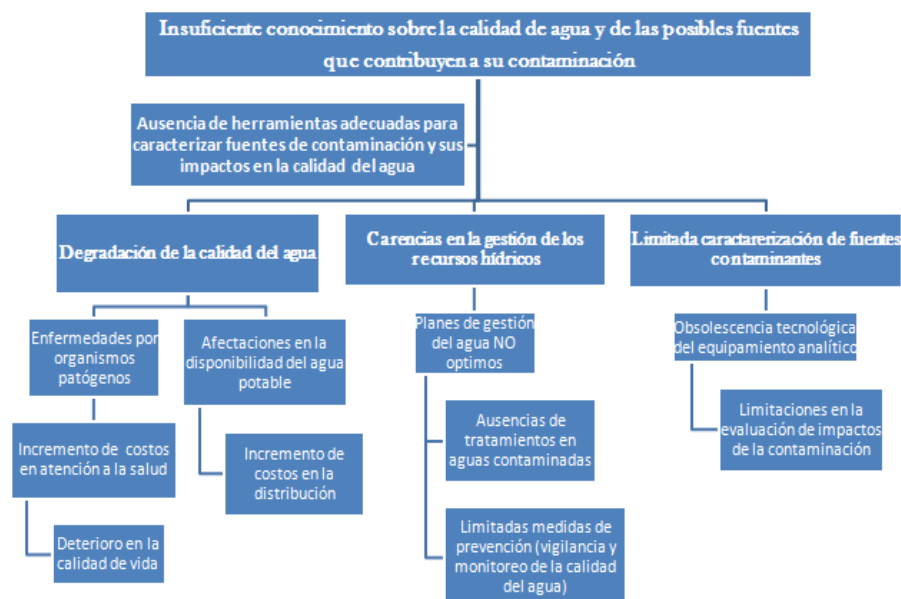 Insuficiente conocimiento sobre la calidad de agua y de las posibles fuentes
que contribuyen a su contaminación
Ausencia de herramientas adecuadas para
caracterizar fuentes de contaminación y sus
impactos en la calidad del agua
Degradación de la calidad del agua
Carencias en la gestión de los
recursos hídricos
Limitada caractarerización de fuentes
contaminantes
Enfermedades por
organismos
patógenos
Afectaciones en la
disponibilidad del agua
potable
Planes de gestión
del agua NO
optimos
Obsolescencia tecnológica
del equipamiento analítico
Incremento de costos
en atención a la salud
Incremento de
costos en la
distribución
Ausencias de
tratamientos en
aguas contaminadas
Limitaciones en la
evaluación de impactos
de la contaminación
Deterioro en la
calidad de vida
Limitadas medidas de
prevención (vigilancia y
monitoreo de la calidad
del agua)